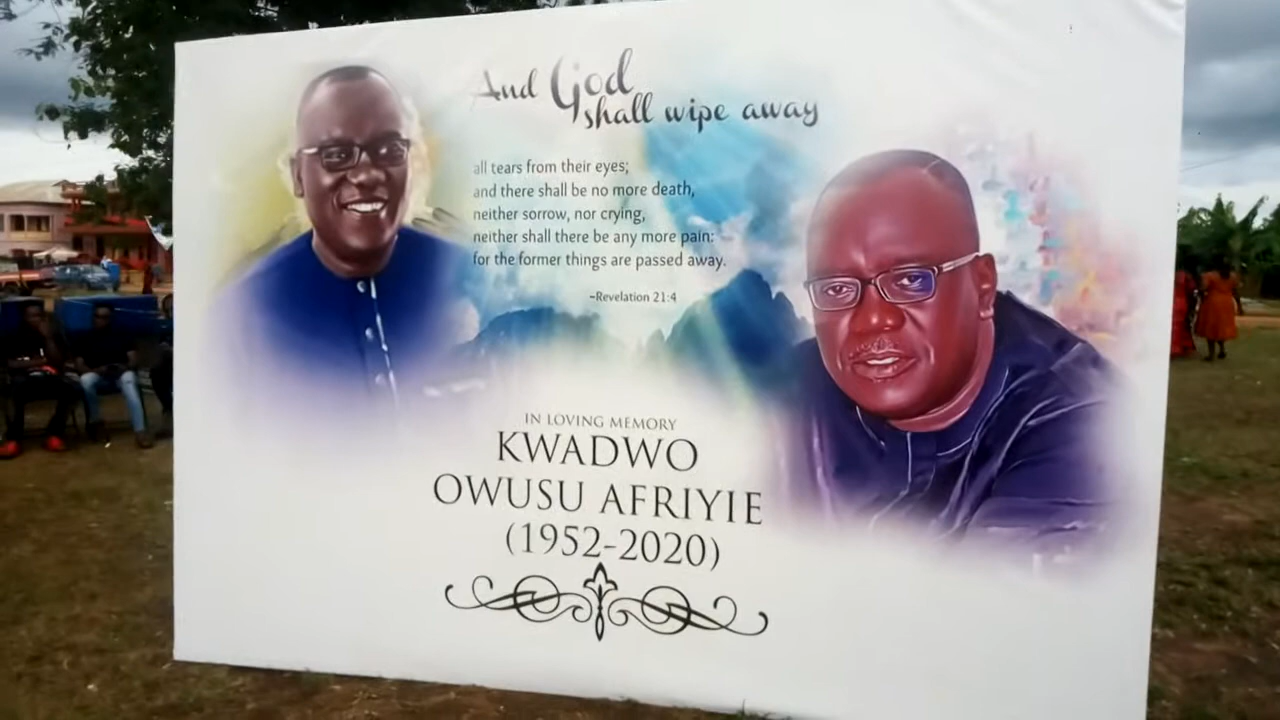 And God
shall wipe away
all tears from their eyes;
and there shall be no more death,
neither sorrow, nor crying,
neither shall there be any more pain:
for the former things are passed away.
~Revelation 21:4
IN LOVING MEMORY
KWADWO
OWUSU AFRIYIE
(1952-2020)